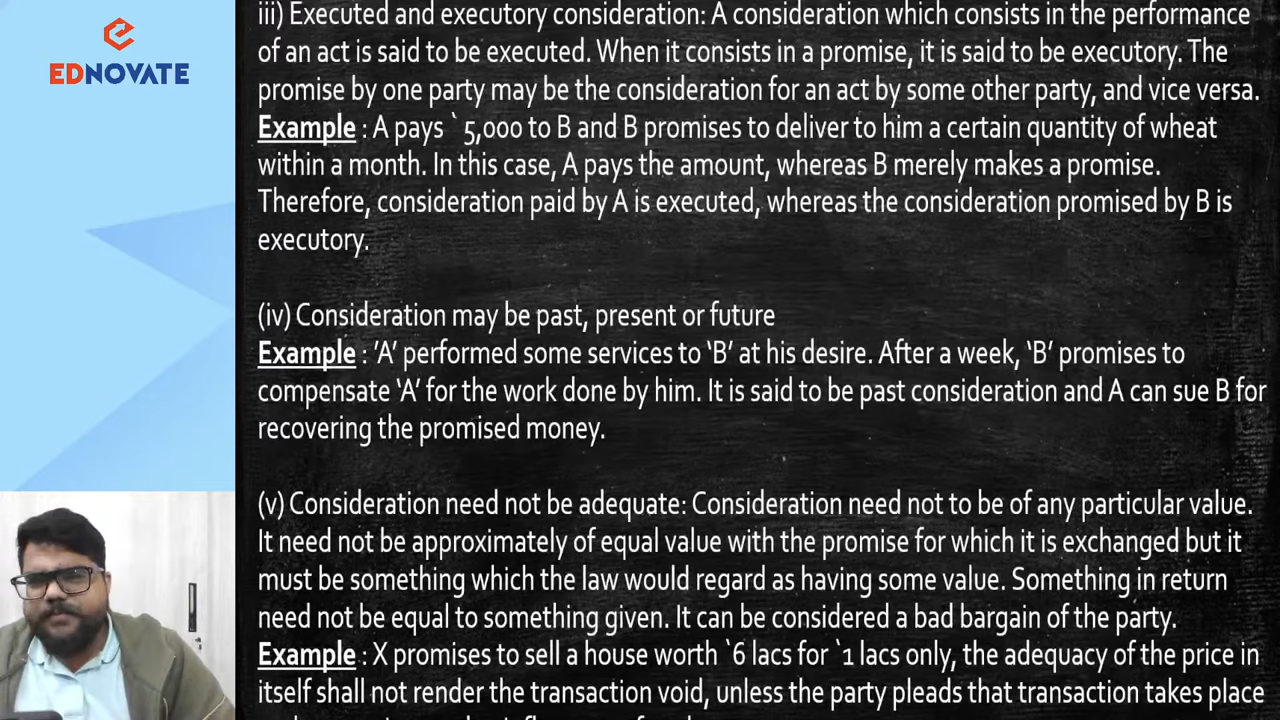 EDNOVATE
iii) Executed and executory consideration: A consideration which consists in the performance
of an act is said to be executed. When it consists in a promise, it is said to be executory. The
promise by one party may be the consideration for an act by some other party, and vice versa.
Example : A pays ` 5,000 to B and B promises to deliver to him a certain quantity of wheat
within a month. In this case, A pays the amount, whereas B merely makes a promise.
Therefore, consideration paid by A is executed, whereas the consideration promised by B is
executory.
(iv) Consideration may be past, present or future
Example : ’A’ performed some services to ‘B’ at his desire. After a week, ‘B’ promises to
compensate ‘A’ for the work done by him. It is said to be past consideration and A can sue B for
recovering the promised money.
(v) Consideration need not be adequate: Consideration need not to be of any particular value.
It need not be approximately of equal value with the promise for which it is exchanged but it
must be something which the law would regard as having some value. Something in return
need not be equal to something given. It can be considered a bad bargain of the party.
Example : X promises to sell a house worth `6 lacs for `1 lacs only, the adequacy of the price in
itself shall not render the transaction void, unless the party pleads that transaction takes place